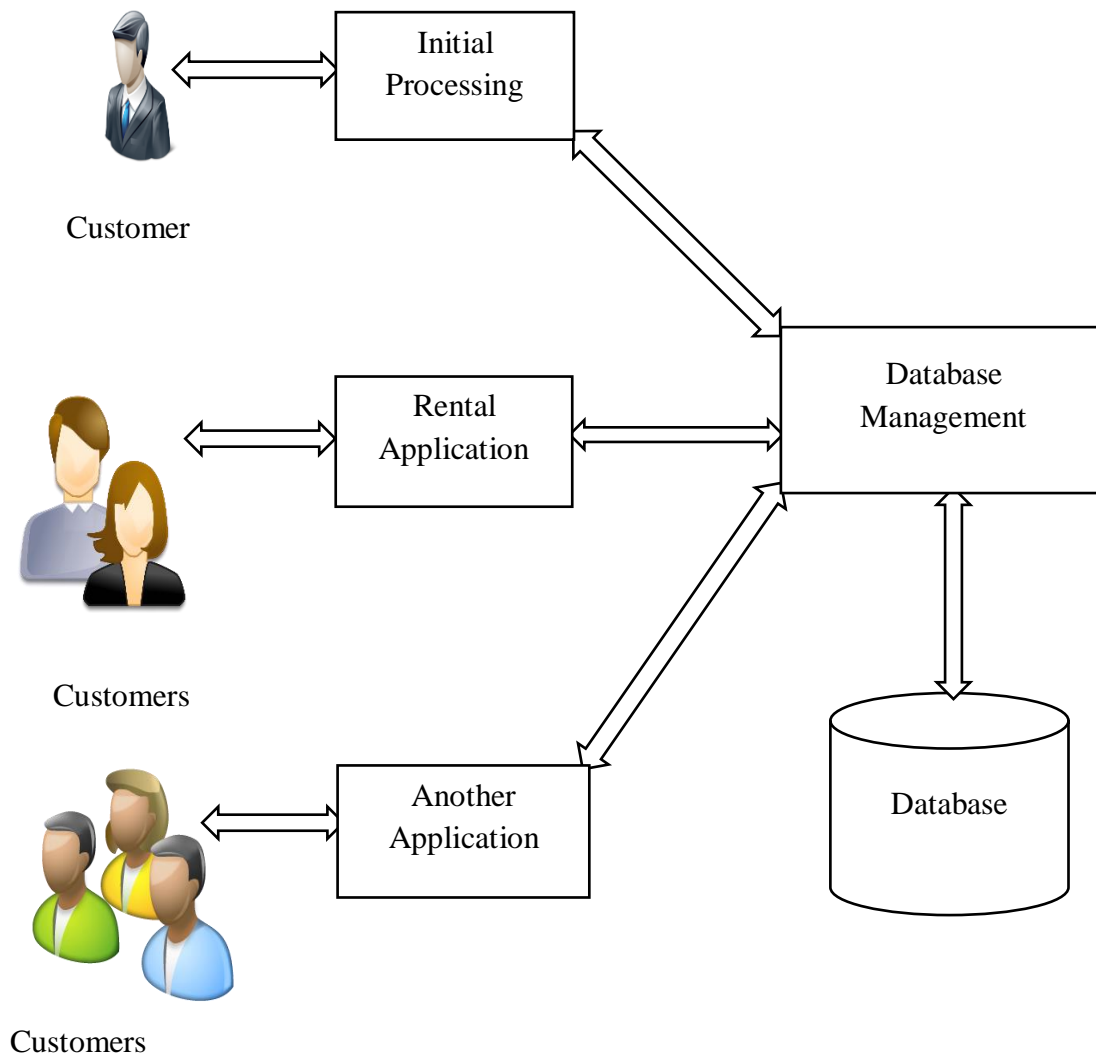 Initial
Processing
Customer
Rental
Application
Database
Management
Customers
Another
Application
Database
Customers